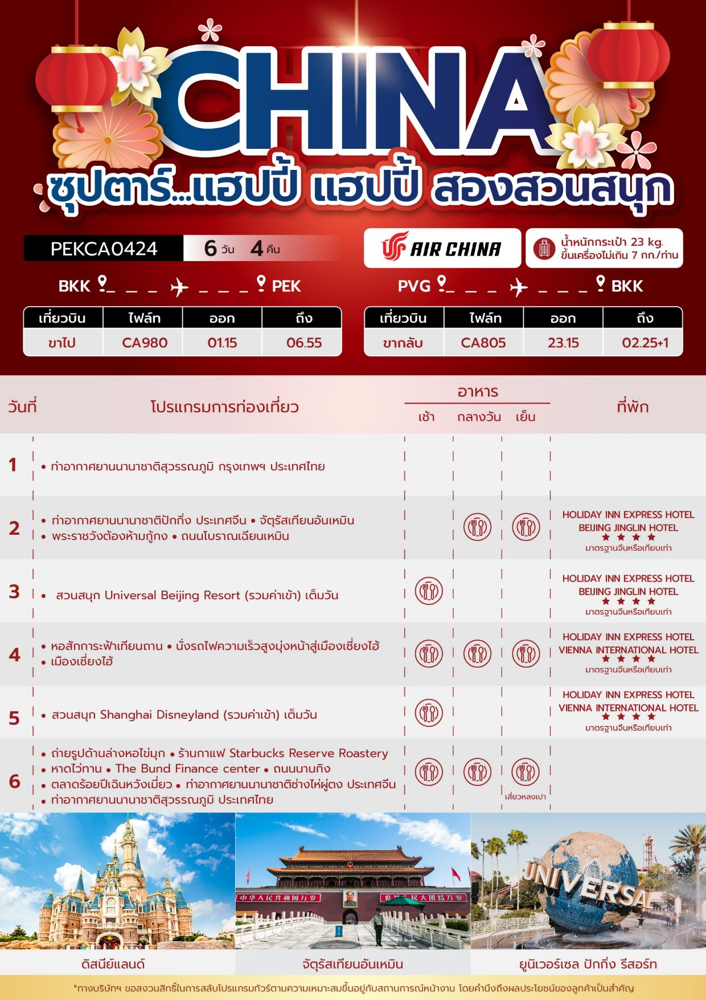 CHINA
ซุปตาร์...แฮปปี้ แฮปปี้ สองสวนสนุก
PEKCA0424 6 วัน 4 คืน
AIR CHINA
น้ำหนักกระเป๋า 23 kg.
ขึ้นเครื่องไม่เกิน 7 กก./ท่าน
BKK PEK
PVG BKK
เที่ยวบิน ไฟล์ท ออก ถึง
ขาไป CA980 01.15 06.55
เที่ยวบิน ไฟล์ท ออก ถึง
ขากลับ CA805 23.15 02.25+1
วันที่ โปรแกรมการท่องเที่ยว อาหาร ที่พัก
เช้า กลางวัน เย็น
1
• ท่าอากาศยานนานาชาติสุวรรณภูมิ กรุงเทพฯ ประเทศไทย
2
• ท่าอากาศยานนานาชาติปักกิ่ง ประเทศจีน • จัตุรัสเทียนอันเหมิน
• พระราชวังต้องห้ามกู้กง • ถนนโบราณเฉียนเหมิน
HOLIDAY INN EXPRESS HOTEL
BEIJING JINGLIN HOTEL
★ ★ ★ ★
มาตรฐานจีนหรือเทียบเท่า
3
• สวนสนุก Universal Beijing Resort (รวมค่าเข้า) เต็มวัน
HOLIDAY INN EXPRESS HOTEL
BEIJING JINGLIN HOTEL
★ ★ ★ ★
มาตรฐานจีนหรือเทียบเท่า
4
• หอสักการะฟ้าเทียนถาน • นั่งรถไฟความเร็วสูงมุ่งหน้าสู่เมืองเซี่ยงไฮ้
• เมืองเซี่ยงไฮ้
HOLIDAY INN EXPRESS HOTEL
VIENNA INTERNATIONAL HOTEL
★ ★ ★ ★
มาตรฐานจีนหรือเทียบเท่า
5
• สวนสนุก Shanghai Disneyland (รวมค่าเข้า) เต็มวัน
HOLIDAY INN EXPRESS HOTEL
VIENNA INTERNATIONAL HOTEL
★ ★ ★ ★
มาตรฐานจีนหรือเทียบเท่า
6
• ถ่ายรูปด้านล่างหอไข่มุก • ร้านกาแฟ Starbucks Reserve Roastery
• หาดไว่ทาน • The Bund Finance center • ถนนนานกิง
• ตลาดร้อยปีเฉินหวังเมี่ยว • ท่าอากาศยานนานาชาติซ่างไห่ผู่ตง ประเทศจีน
• ท่าอากาศยานนานาชาติสุวรรณภูมิ ประเทศไทย
เสี่ยวหลงเปา
中华人民共和国万岁
世界人民大团结万岁
UNIVERSAL
ดิสนีย์แลนด์
จัตุรัสเทียนอันเหมิน
ยูนิเวอร์เซล ปักกิ่ง รีสอร์ท
*ทางบริษัทฯ ขอสงวนสิทธิ์ในการสลับโปรแกรมทัวร์ตามความเหมาะสมขึ้นอยู่กับสถานการณ์หน้างาน โดยคำนึงถึงผลประโยชน์ของลูกค้าเป็นสำคัญ